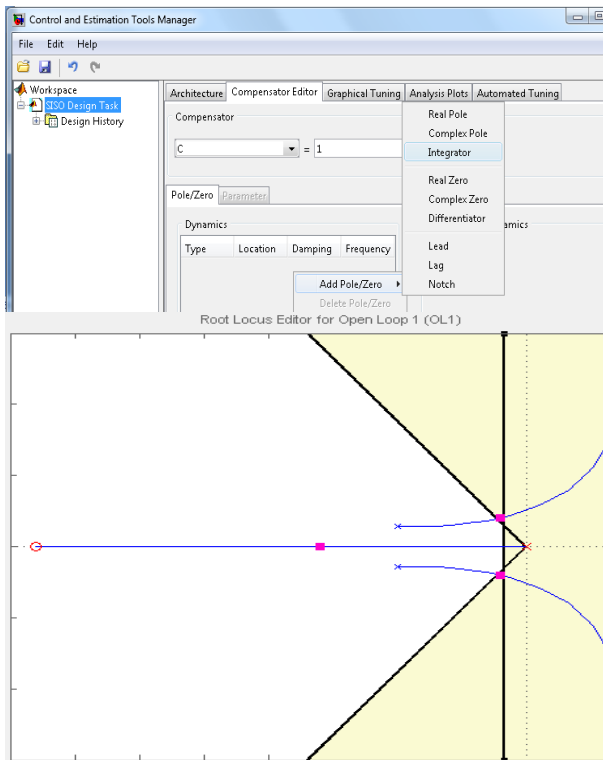 Control and Estimation Tools Manager
File Edit Help
Workspace
SISO Design Task
Design History
Architecture Compensator Editor Graphical Tuning Analysis Plots Automated Tuning
Compensator
C = 1
Real Pole
Complex Pole
Integrator
Real Zero
Complex Zero
Differentiator
Lead
Lag
Notch
Pole/Zero Parameter
Dynamics
amics
Type Location Damping Frequency
Add Pole/Zero
Delete Pole/Zero
Root Locus Editor for Open Loop 1 (OL1)